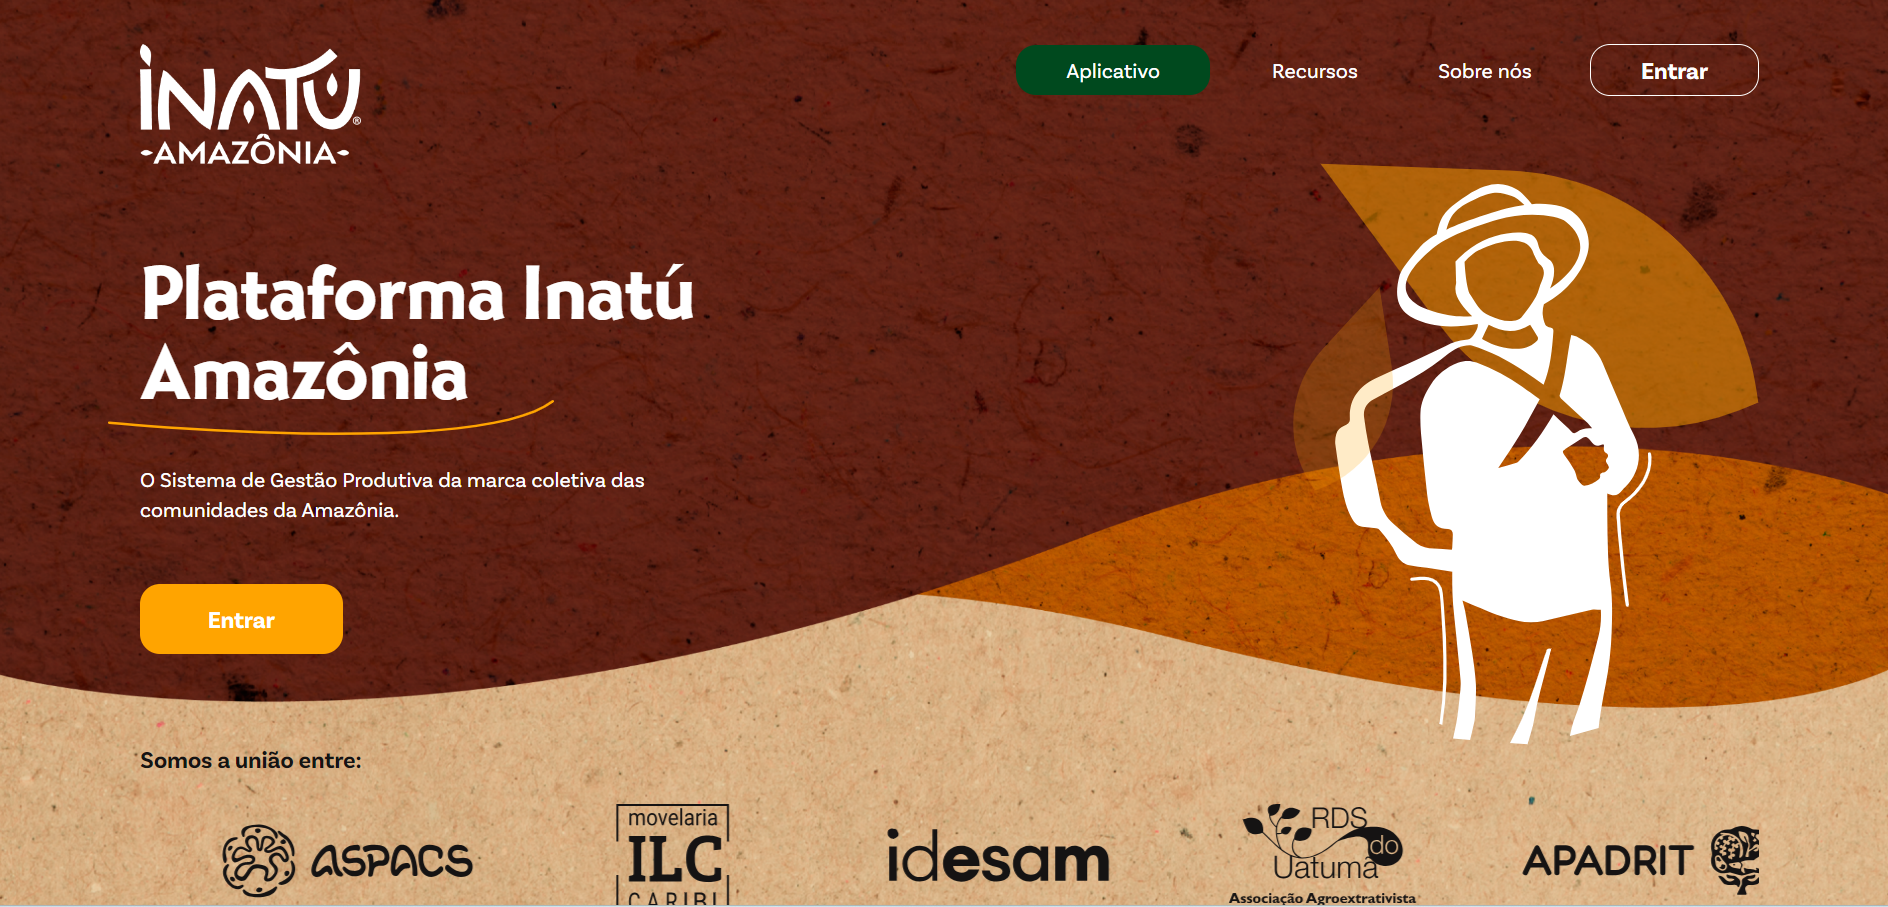 INATÚ®
AMAZÔNIA
Aplicativo
Recursos
Sobre nós
Entrar
Plataforma Inatú
Amazônia
O Sistema de Gestão Produtiva da marca coletiva das
comunidades da Amazônia.
Entrar
Somos a união entre:
ASPACS
movelaria
ILC
CARIBI
idesam
RDS
do
Uatumã
Associação Agroextrativista
APADRIT